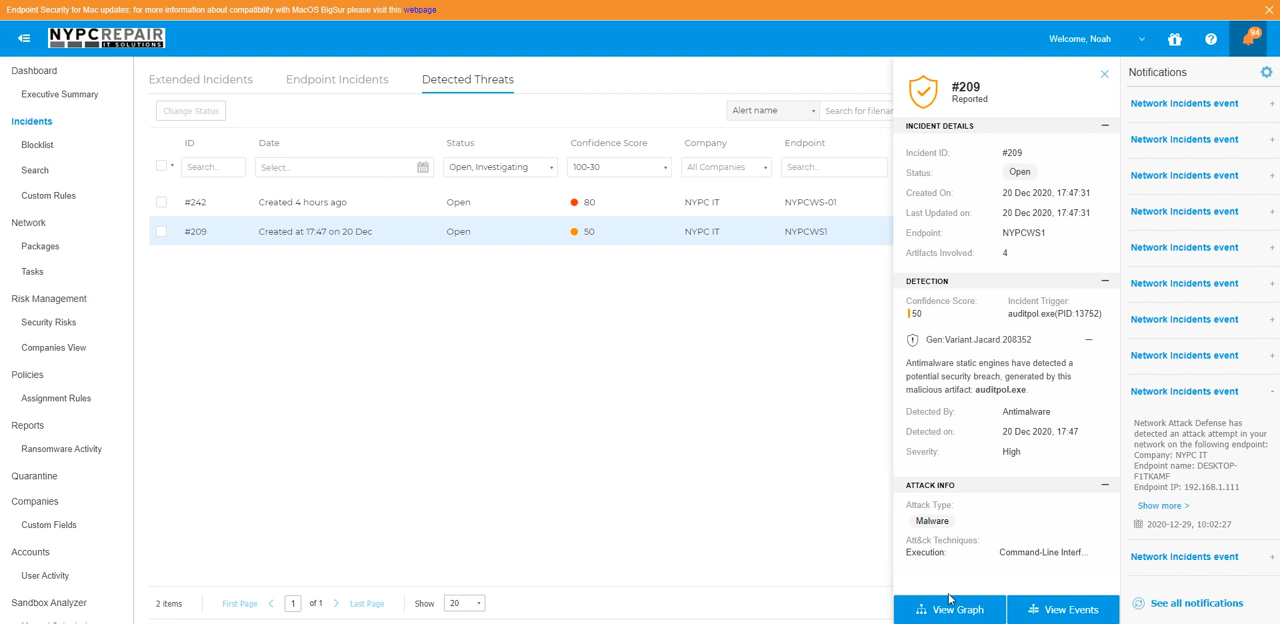 Endpoint Security for Mac updates: for more information about compatibility with MacOS BigSur please visit this webpage
NYPCREPAIR
IT SOLUTIONS
Welcome, Noah
94
Dashboard
Executive Summary
Incidents
Blocklist
Search
Custom Rules
Network
Packages
Tasks
Risk Management
Security Risks
Companies View
Policies
Assignment Rules
Reports
Ransomware Activity
Quarantine
Companies
Custom Fields
Accounts
User Activity
Sandbox Analyzer
Extended Incidents
Endpoint Incidents
Detected Threats
Change Status
Alert name
Search for filenar
ID
Date
Status
Confidence Score
Company
Endpoint
Search...
Select...
Open, Investigating
100-30
All Companies
Search...
#242
Created 4 hours ago
Open
80
NYPC IT
NYPCWS-01
#209
Created at 17:47 on 20 Dec
Open
50
NYPC IT
NYPCWS1
2 items
First Page
1
of 1
Last Page
Show
20
#209
Reported
INCIDENT DETAILS
Incident ID: #209
Status: Open
Created On: 20 Dec 2020, 17:47:31
Last Updated on: 20 Dec 2020, 17:47:31
Endpoint: NYPCWS1
Artifacts Involved: 4
DETECTION
Confidence Score: Incident Trigger:
50 auditpol.exe(PID:13752)
Gen:Variant.Jacard.208352
Antimalware static engines have detected a
potential security breach, generated by this
malicious artifact: auditpol.exe.
Detected By: Antimalware
Detected on: 20 Dec 2020, 17:47
Severity: High
ATTACK INFO
Attack Type:
Malware
Att&ck Techniques:
Execution: Command-Line Interf...
View Graph
View Events
Notifications
Network Incidents event
Network Incidents event
Network Incidents event
Network Incidents event
Network Incidents event
Network Incidents event
Network Incidents event
Network Incidents event
Network Incidents event
Network Attack Defense has
detected an attack attempt in your
network on the following endpoint:
Company: NYPC IT
Endpoint name: DESKTOP-
F1TKAMF
Endpoint IP: 192.168.1.111
Show more >
2020-12-29, 10:02:27
Network Incidents event
See all notifications